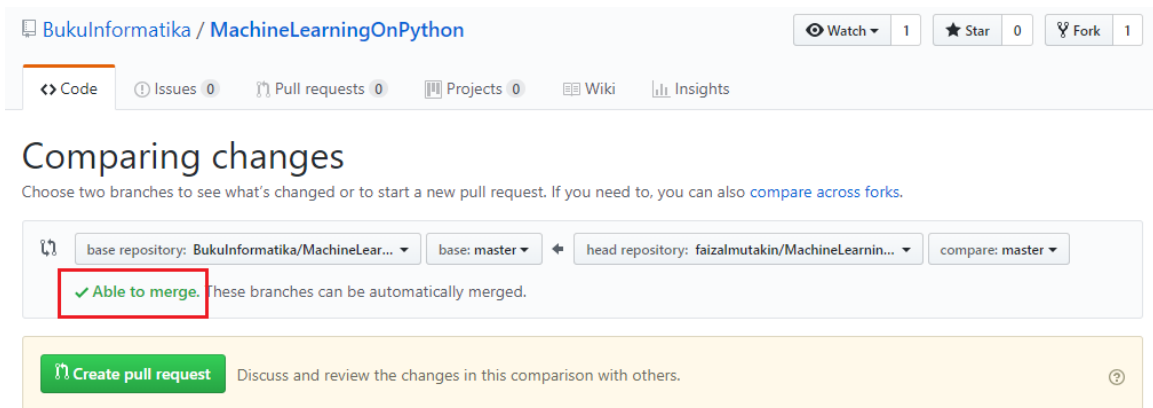 BukuInformatika / MachineLearningOnPython Watch 1 Star 0 Fork 1
Code Issues 0 Pull requests 0 Projects 0 Wiki Insights
Comparing changes
Choose two branches to see what's changed or to start a new pull request. If you need to, you can also compare across forks.
base repository: BukuInformatika/MachineLear... base: master head repository: faizalmutakin/MachineLearnin... compare: master
Able to merge. These branches can be automatically merged.
Create pull request Discuss and review the changes in this comparison with others.